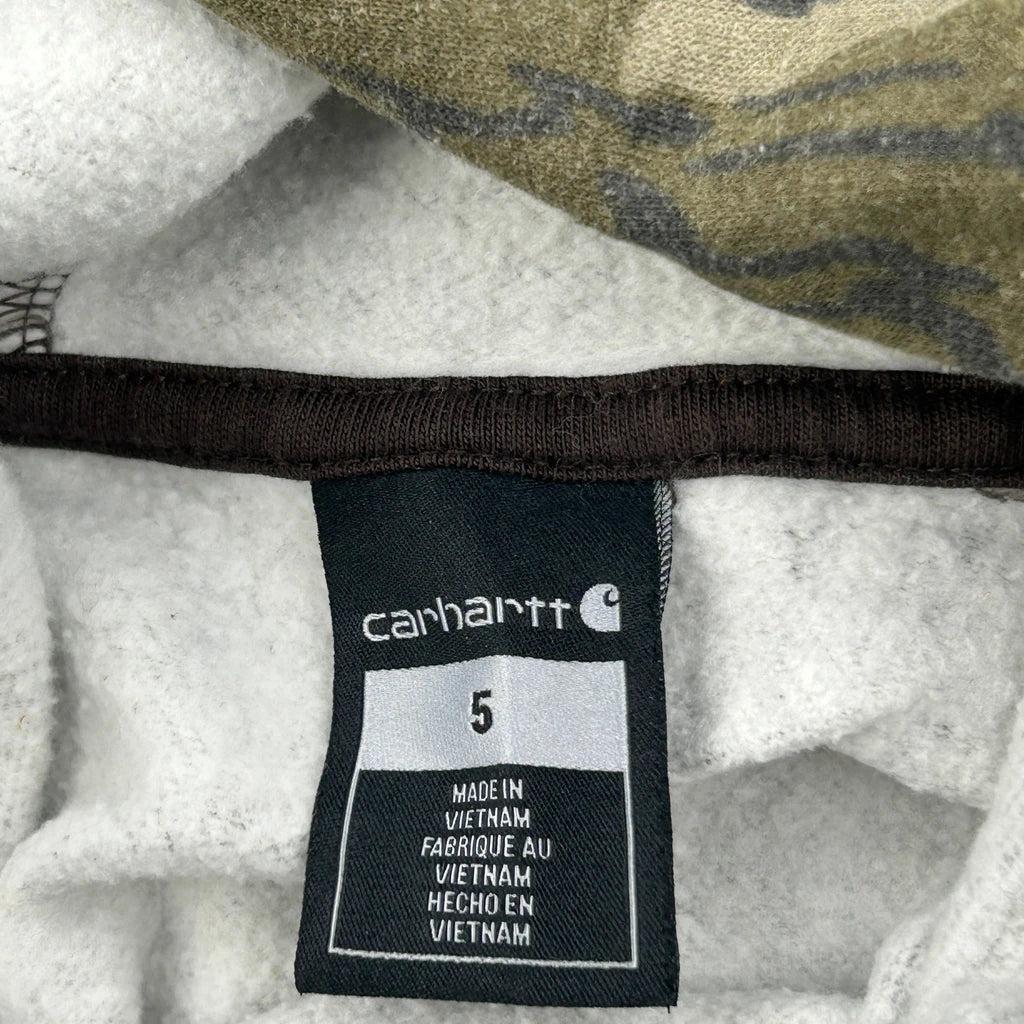 carhartt
5
MADE IN
VIETNAM
FABRIQUE AU
VIETNAM
HECHO EN
VIETNAM